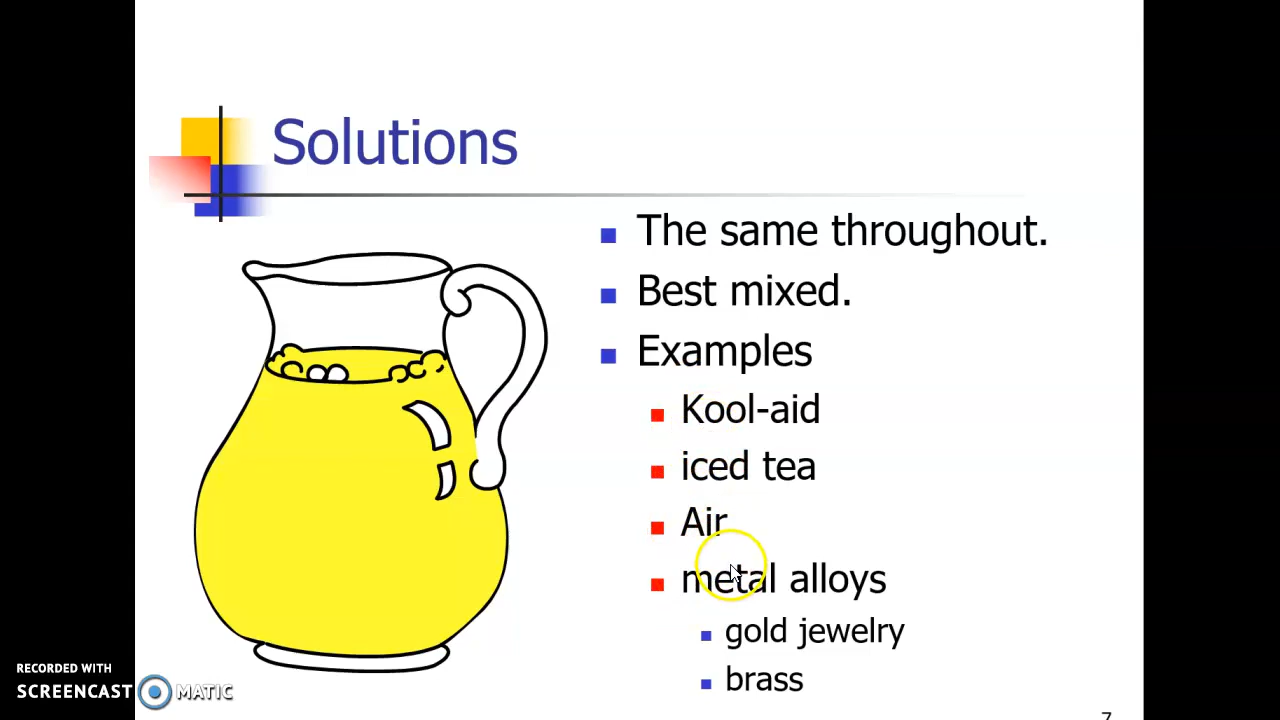 Solutions
The same throughout.
Best mixed.
Examples
Kool-aid
iced tea
Air
metal alloys
gold jewelry
brass
7
RECORDED WITH
SCREENCAST MATIC